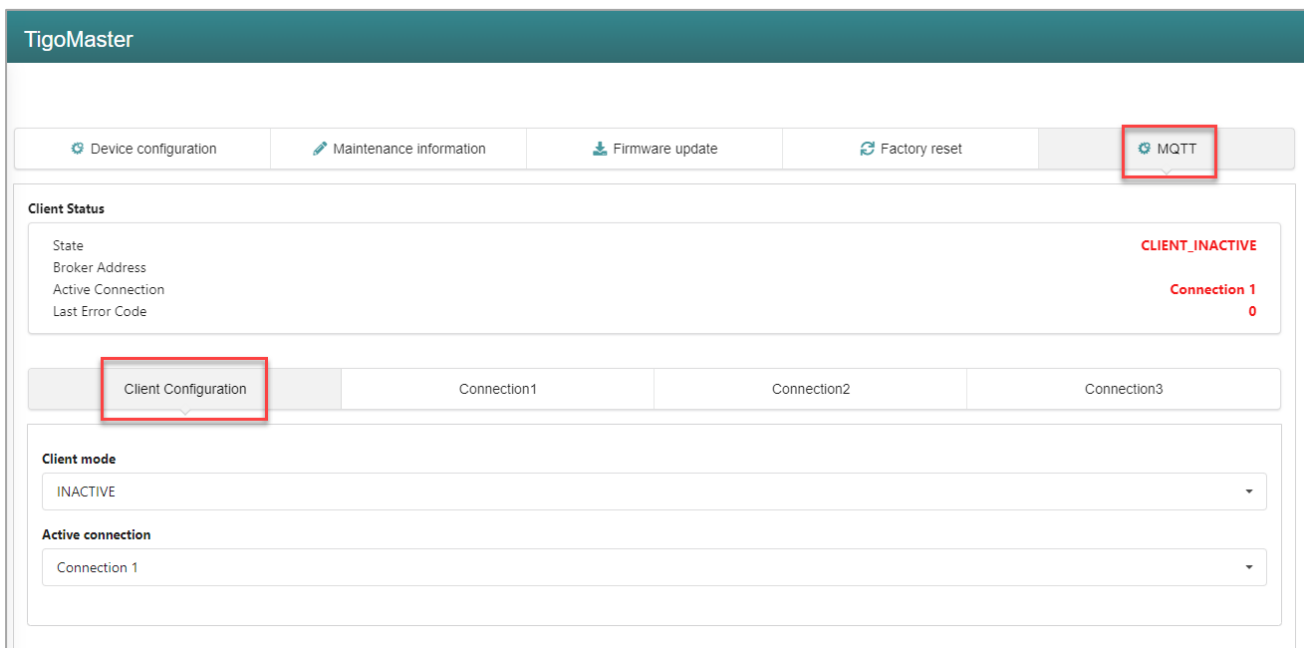 TigoMaster
Device configuration
Maintenance information
Firmware update
Factory reset
MQTT
Client Status
State CLIENT_INACTIVE
Broker Address
Active Connection Connection 1
Last Error Code 0
Client Configuration
Connection1
Connection2
Connection3
Client mode
INACTIVE
Active connection
Connection 1